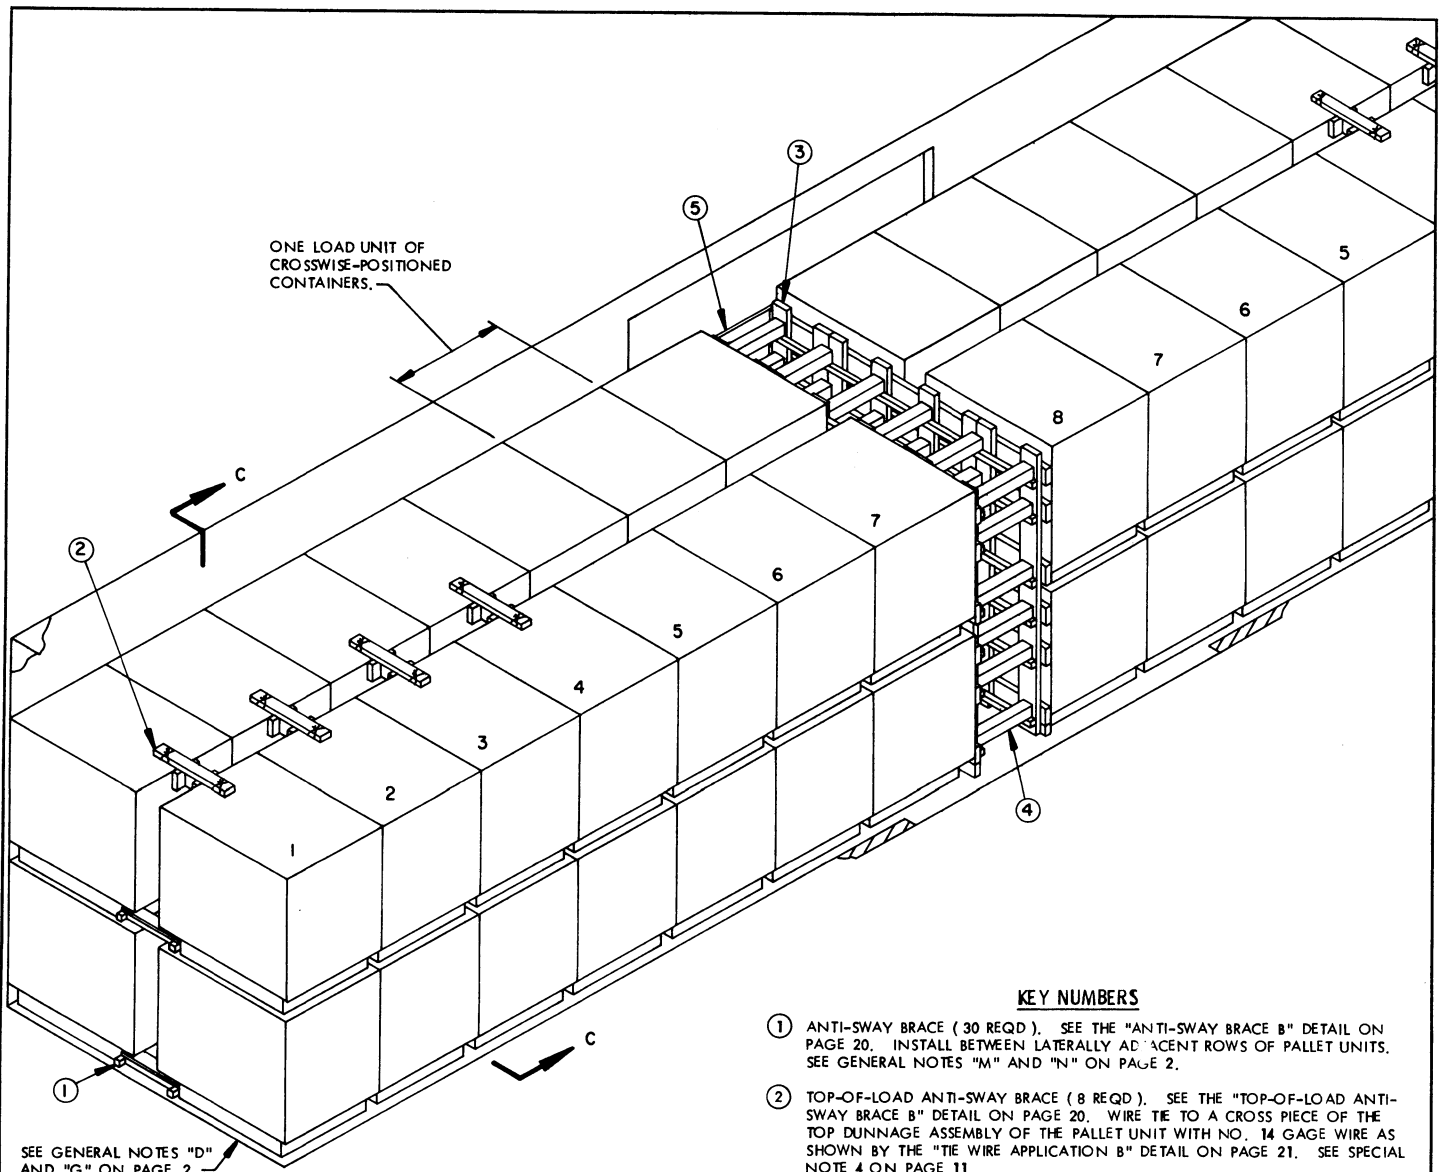 ONE LOAD UNIT OF
CROSSWISE-POSITIONED
CONTAINERS.
3
5
5
6
7
8
C
2
7
6
5
4
3
2
1
4
C
1
SEE GENERAL NOTES "D"
AND "G" ON PAGE 2
KEY NUMBERS
1 ANTI-SWAY BRACE (30 REQD). SEE THE "ANTI-SWAY BRACE B" DETAIL ON
PAGE 20. INSTALL BETWEEN LATERALLY AD ACENT ROWS OF PALLET UNITS.
SEE GENERAL NOTES "M" AND "N" ON PAGE 2.
2 TOP-OF-LOAD ANTI-SWAY BRACE (8 REQD). SEE THE "TOP-OF-LOAD ANTI-
SWAY BRACE B" DETAIL ON PAGE 20. WIRE TIE TO A CROSS PIECE OF THE
TOP DUNNAGE ASSEMBLY OF THE PALLET UNIT WITH NO. 14 GAGE WIRE AS
SHOWN BY THE "TIE WIRE APPLICATION B" DETAIL ON PAGE 21. SEE SPECIAL
NOTE 4 ON PAGE 11